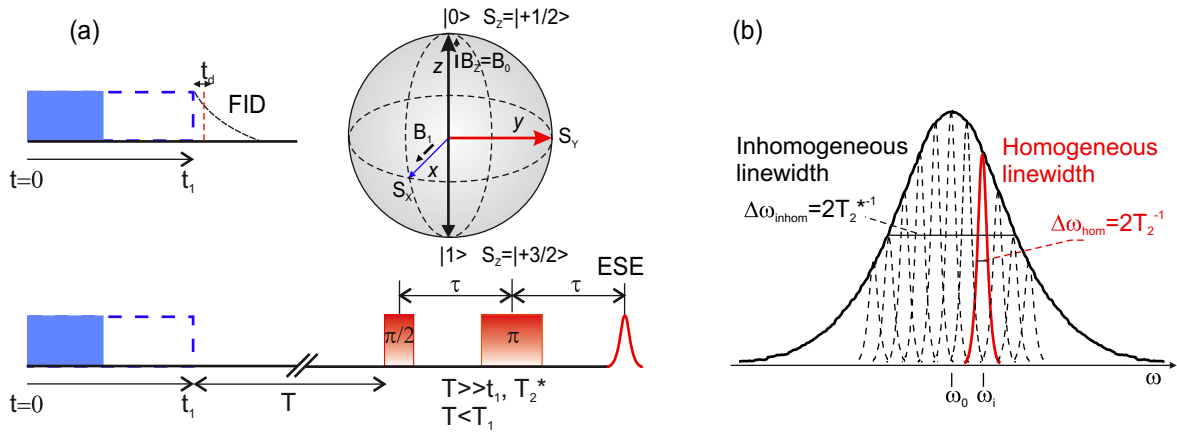 (a)
|0> S_Z=|+1/2>
B_Z=B_0
z
t_d
FID
B_1
y
S_Y
x
S_X
t=0
t_1
|1> S_Z=|+3/2>
ESE
τ
τ
π/2
π
t=0
t_1
T
T>>t_1, T_2*
T<T_1
(b)
Inhomogeneous
linewidth
Δω_inhom=2T_2*^-1
Homogeneous
linewidth
Δω_hom=2T_2^-1
ω
ω_0
ω_i